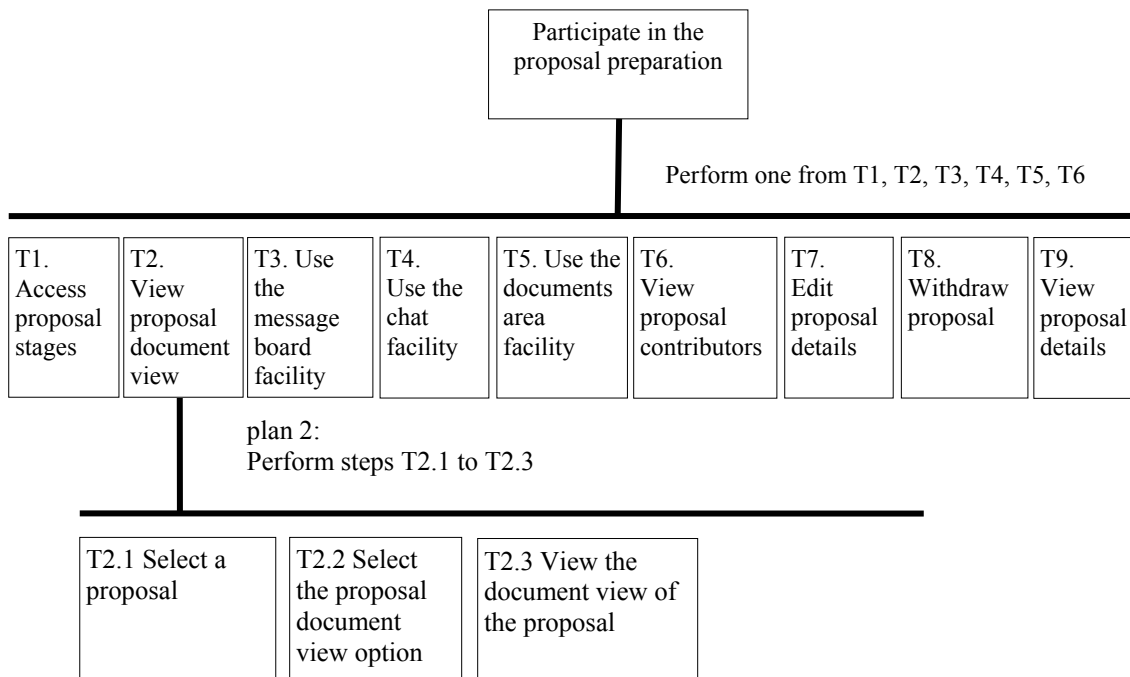 Participate in the
proposal preparation
Perform one from T1, T2, T3, T4, T5, T6
T1.
Access
proposal
stages
T2.
View
proposal
document
view
T3. Use
the
message
board
facility
T4.
Use the
chat
facility
T5. Use the
documents
area
facility
T6.
View
proposal
contributors
T7.
Edit
proposal
details
T8.
Withdraw
proposal
T9.
View
proposal
details
plan 2:
Perform steps T2.1 to T2.3
T2.1 Select a
proposal
T2.2 Select
the proposal
document
view option
T2.3 View the
document view of
the proposal